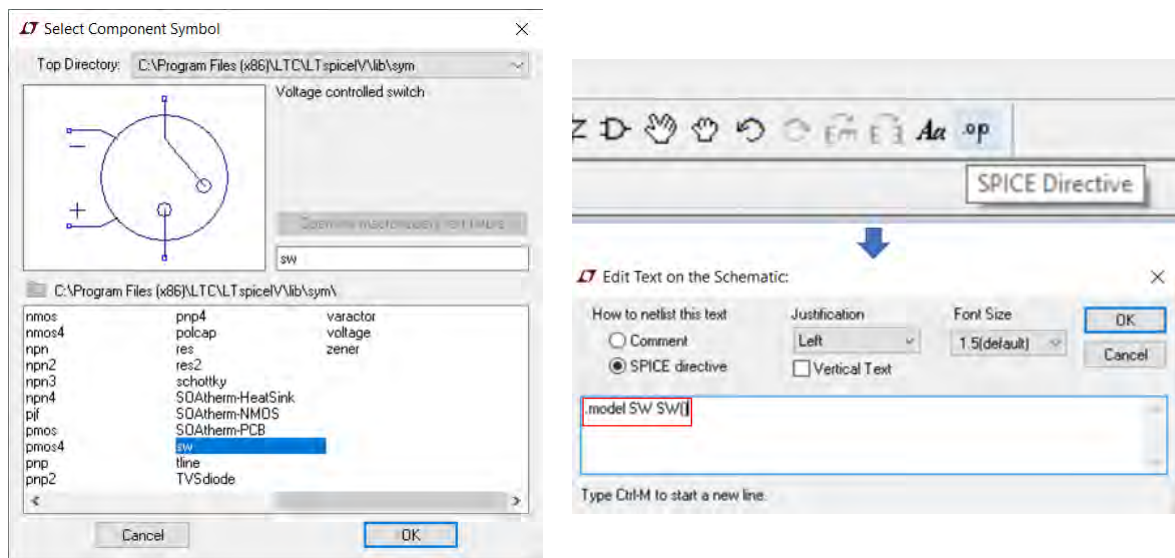 Select Component Symbol
Top Directory: C:\Program Files (x86)\LTC\LTspiceIV\lib\sym
Voltage controlled switch
sw
C:\Program Files (x86)\LTC\LTspiceIV\lib\sym\
nmos pnp4 varactor
nmos4 polcap voltage
npn res zener
npn2 res2
npn3 schottky
npn4 SOAtherm-HeatSink
pjf SOAtherm-NMOS
pmos SOAtherm-PCB
pmos4 sw
pnp tline
pnp2 TVSdiode
Cancel OK
Aa .op
SPICE Directive
Edit Text on the Schematic:
How to netlist this text Justification Font Size
Comment Left 1.5(default) OK
SPICE directive Vertical Text Cancel
.model SW SW()
Type Ctrl-M to start a new line.